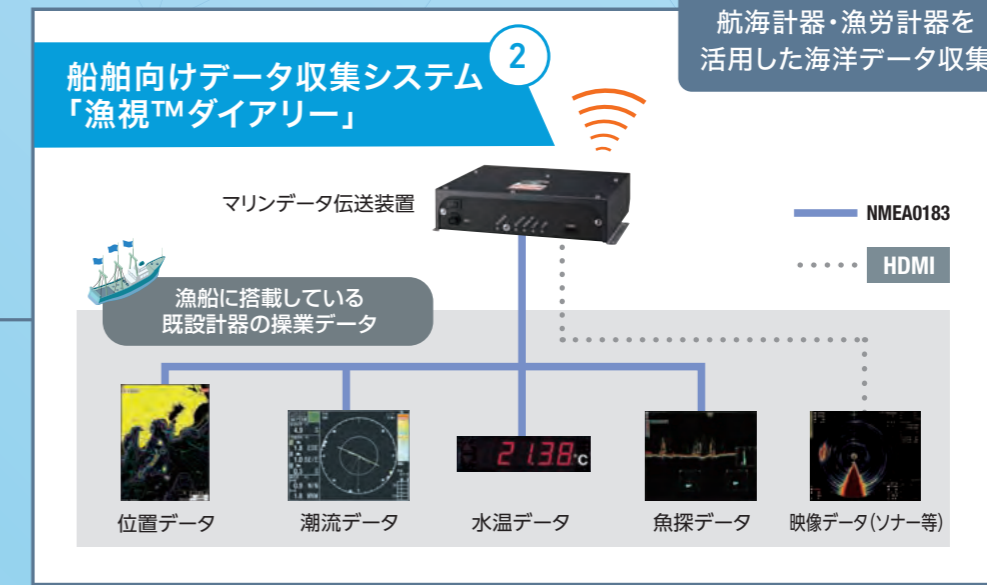 航海計器・漁労計器を
活用した海洋データ収集
船舶向けデータ収集システム
「漁視™ダイアリー」
2
マリンデータ伝送装置
NMEA0183
HDMI
漁船に搭載している
既設計器の操業データ
21.38℃
位置データ
潮流データ
水温データ
魚探データ
映像データ(ソナー等)